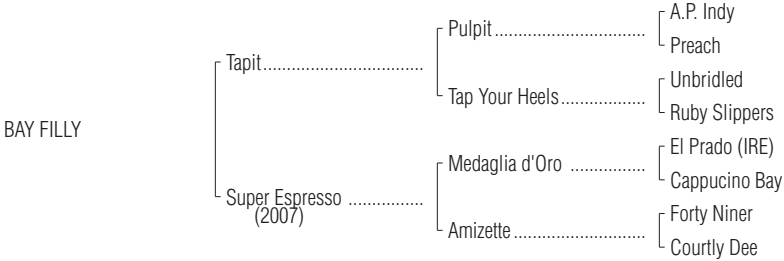 A.P. Indy
Pulpit..............................
Preach
Tapit................................
Unbridled
Tap Your Heels.................
Ruby Slippers
BAY FILLY
El Prado (IRE)
Medaglia d'Oro ...............
Cappucino Bay
Super Espresso ...............
(2007)
Forty Niner
Amizette..........................
Courtly Dee